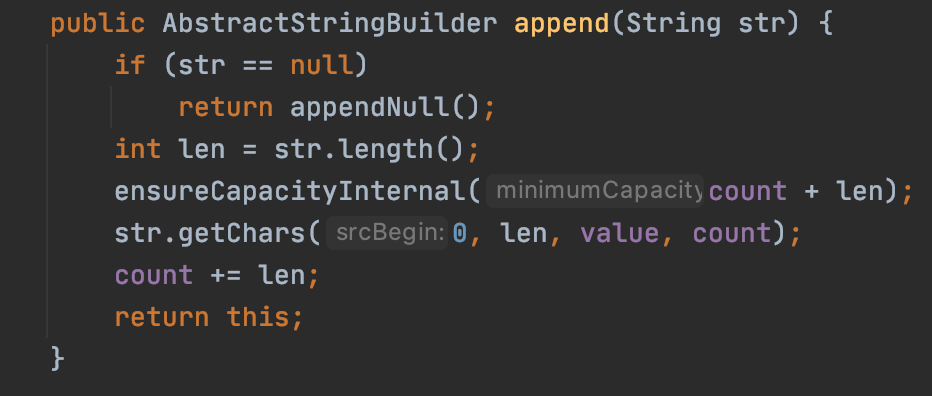 public AbstractStringBuilder append(String str) {
if (str == null)
return appendNull();
int len = str.length();
ensureCapacityInternal( minimumCapacity count + len);
str.getChars( srcBegin: 0, len, value, count);
count += len;
return this;
}